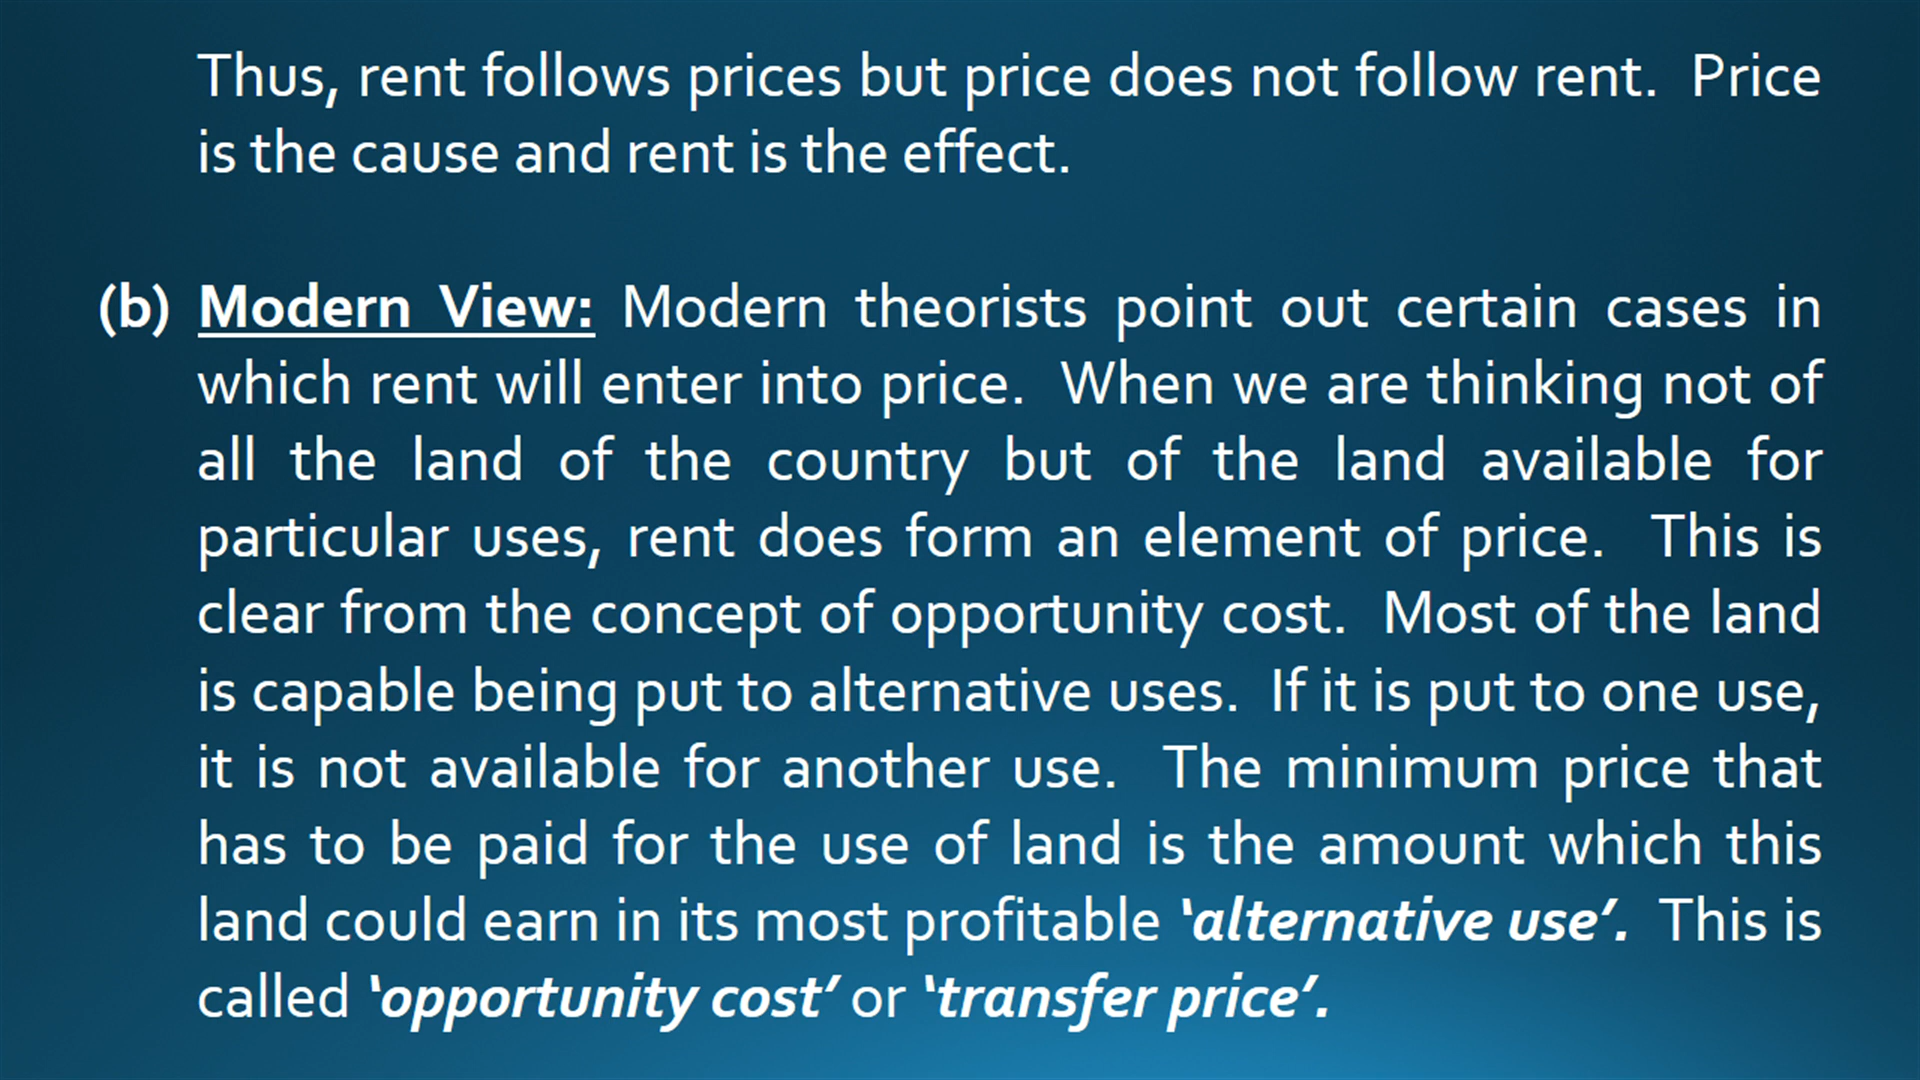 Thus, rent follows prices but price does not follow rent. Price
is the cause and rent is the effect.
(b) Modern View: Modern theorists point out certain cases in
which rent will enter into price. When we are thinking not of
all the land of the country but of the land available for
particular uses, rent does form an element of price. This is
clear from the concept of opportunity cost. Most of the land
is capable being put to alternative uses. If it is put to one use,
it is not available for another use. The minimum price that
has to be paid for the use of land is the amount which this
land could earn in its most profitable ‘alternative use’. This is
called ‘opportunity cost’ or ‘transfer price’.